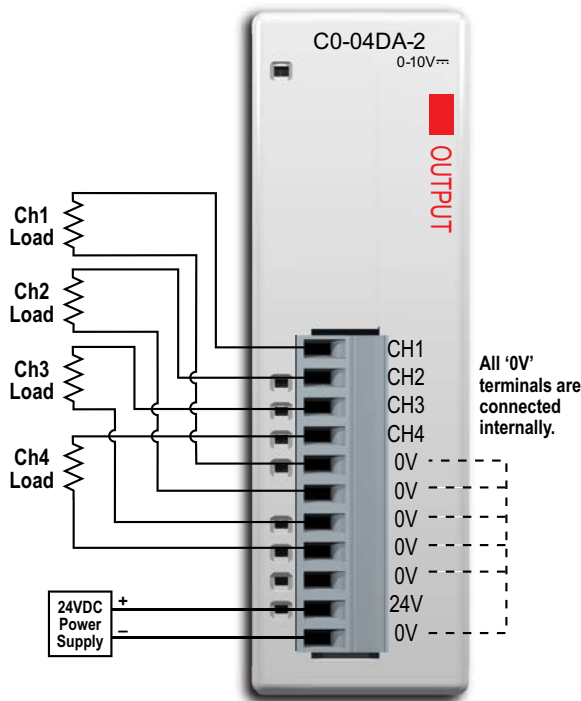 C0-04DA-2
0-10V⎓
OUTPUT
Ch1
Load
Ch2
Load
Ch3
Load
Ch4
Load
CH1
CH2
CH3
CH4
0V
0V
0V
0V
0V
24V
0V
All ‘0V’
terminals are
connected
internally.
24VDC
Power
Supply
+
–